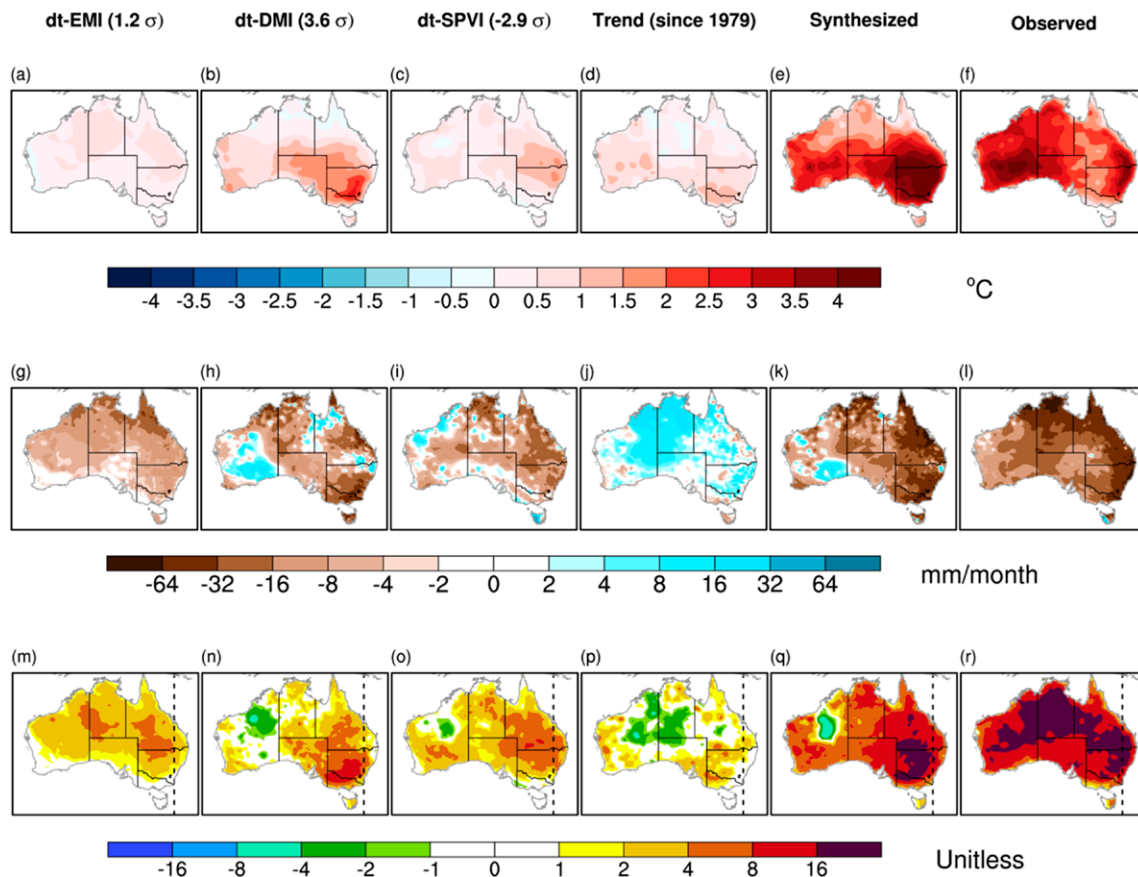 dt-EMI (1.2 σ) dt-DMI (3.6 σ) dt-SPVI (-2.9 σ) Trend (since 1979) Synthesized Observed
(a) (b) (c) (d) (e) (f)
-4 -3.5 -3 -2.5 -2 -1.5 -1 -0.5 0 0.5 1 1.5 2 2.5 3 3.5 4 °C
(g) (h) (i) (j) (k) (l)
-64 -32 -16 -8 -4 -2 0 2 4 8 16 32 64 mm/month
(m) (n) (o) (p) (q) (r)
-16 -8 -4 -2 -1 0 1 2 4 8 16 Unitless